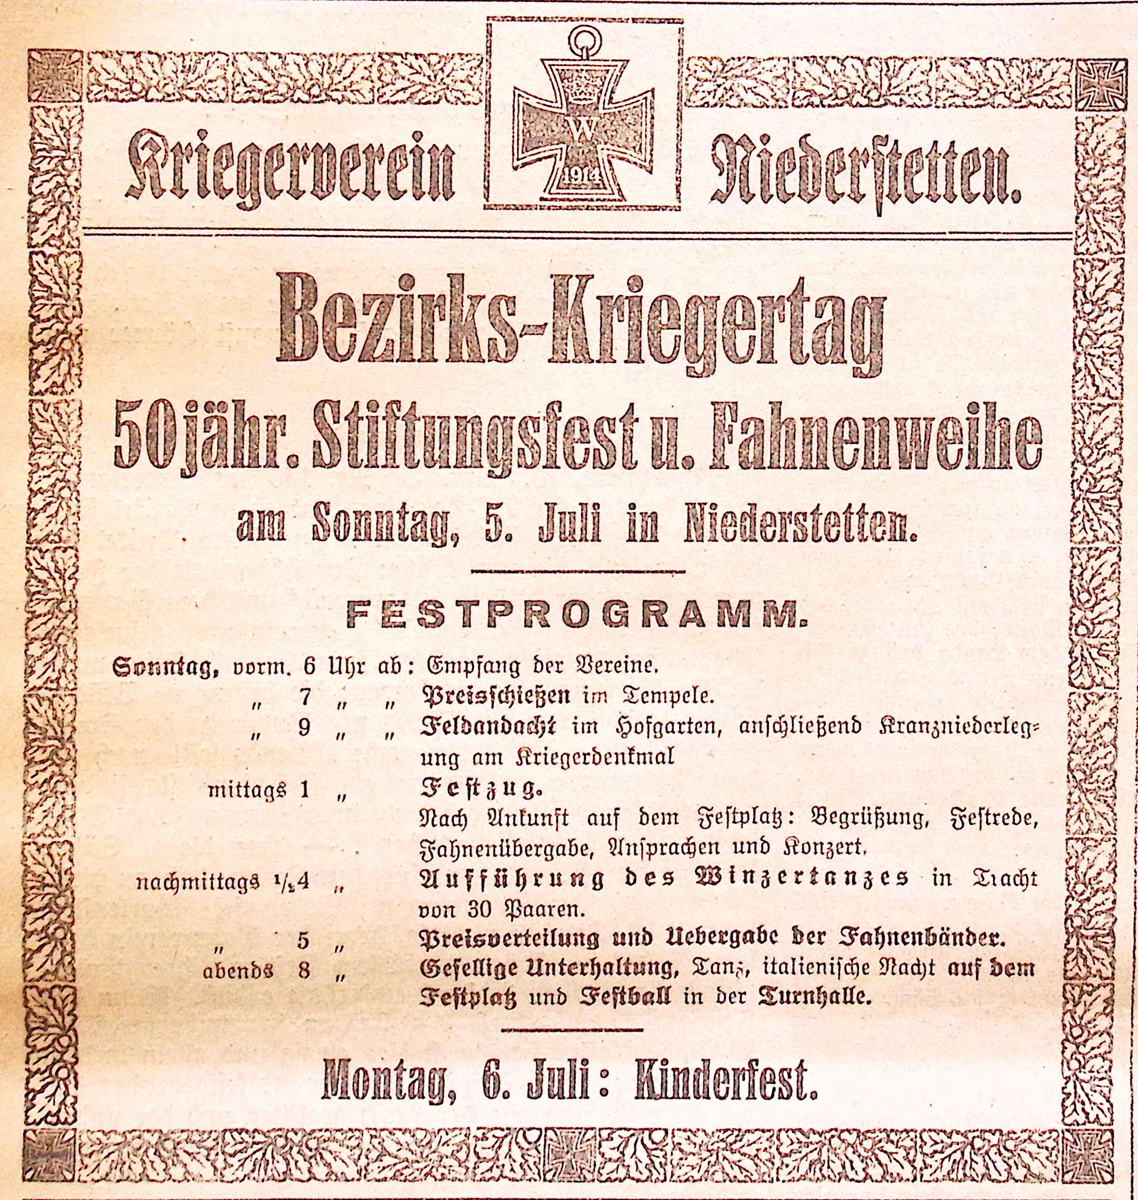 Kriegerverein Niederstetten.
W
1914
Bezirks-Kriegertag
50jähr. Stiftungsfest u. Fahnenweihe
am Sonntag, 5. Juli in Niederstetten.
FESTPROGRAMM.
Sonntag, vorm. 6 Uhr ab: Empfang der Vereine.
„ 7 „ „ Preisschießen im Tempele.
„ 9 „ „ Feldandacht im Hofgarten, anschließend Kranzniederleg-
ung am Kriegerdenkmal
mittags 1 „ Festzug.
Nach Ankunft auf dem Festplatz: Begrüßung, Festrede,
Fahnenübergabe, Ansprachen und Konzert.
nachmittags 1/24 „ Aufführung des Winzertanzes in Tracht
von 30 Paaren.
„ 5 „ Preisverteilung und Uebergabe der Fahnenbänder.
abends 8 „ Gesellige Unterhaltung, Tanz, italienische Nacht auf dem
Festplatz und Festball in der Turnhalle.
Montag, 6. Juli: Kinderfest.